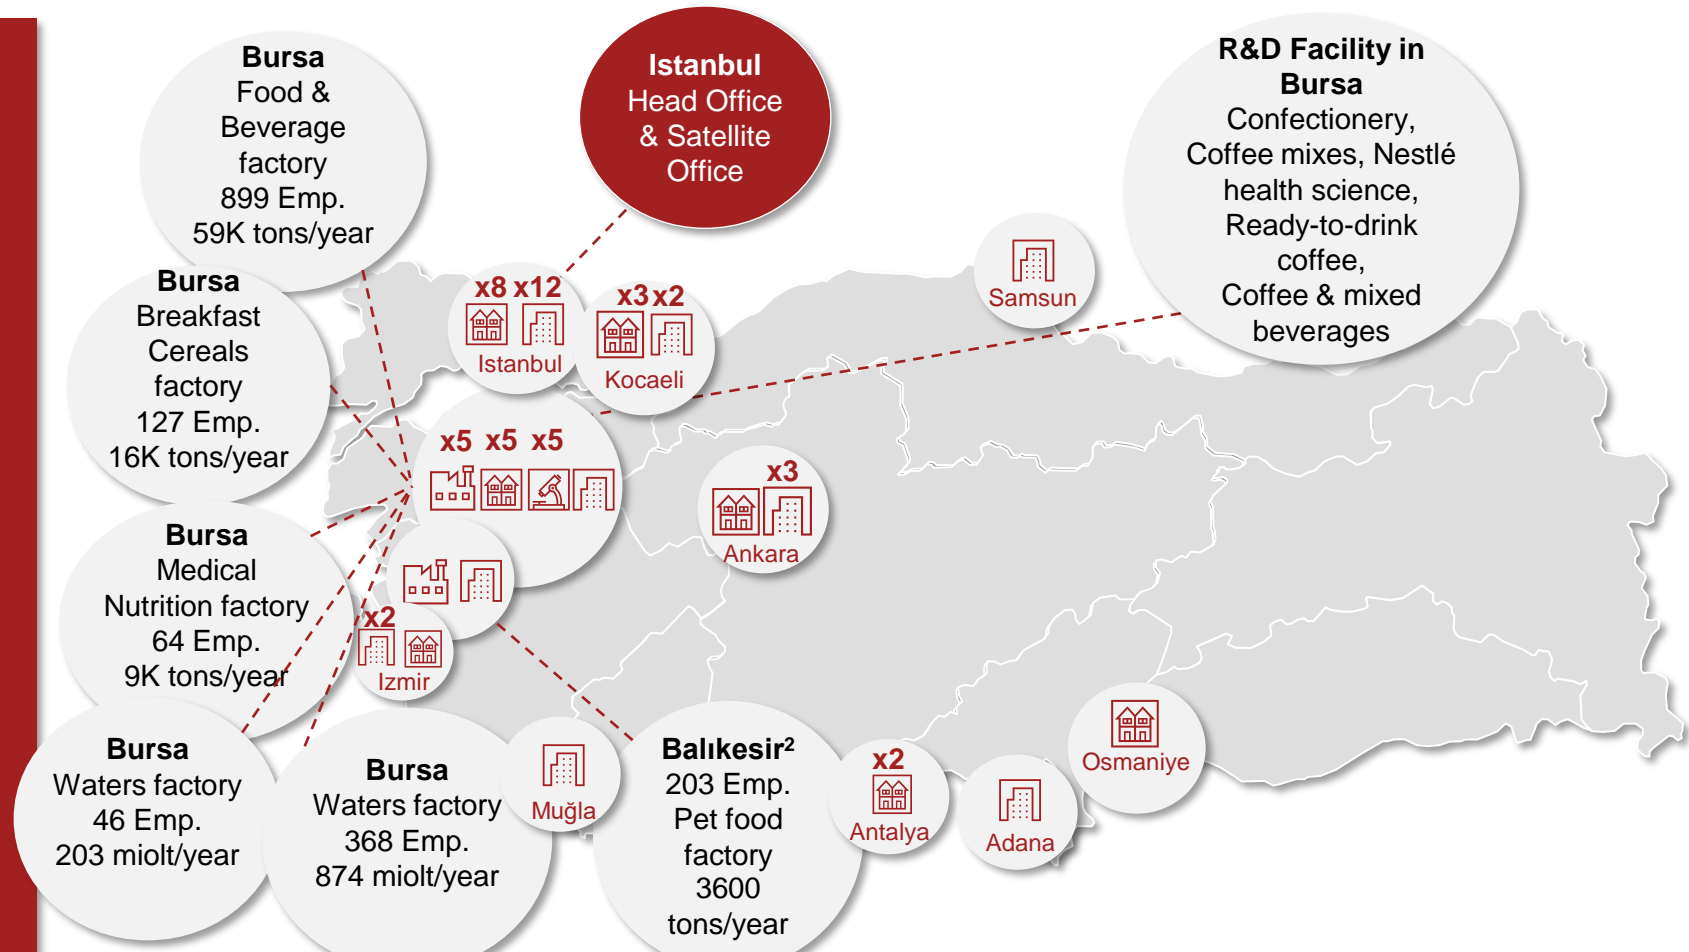 Bursa
Food &
Beverage
factory
899 Emp.
59K tons/year
Istanbul
Head Office
& Satellite
Office
R&D Facility in
Bursa
Confectionery,
Coffee mixes, Nestlé
health science,
Ready-to-drink
coffee,
Coffee & mixed
beverages
Samsun
Bursa
Breakfast
Cereals
factory
127 Emp.
16K tons/year
x8 x12
Istanbul
x3 x2
Kocaeli
x5 x5 x5
x3
Ankara
Bursa
Medical
Nutrition factory
64 Emp.
9K tons/year
x2
Izmir
Bursa
Waters factory
46 Emp.
203 miolt/year
Bursa
Waters factory
368 Emp.
874 miolt/year
Muğla
Balıkesir²
203 Emp.
Pet food
factory
3600
tons/year
x2
Antalya
Adana
Osmaniye